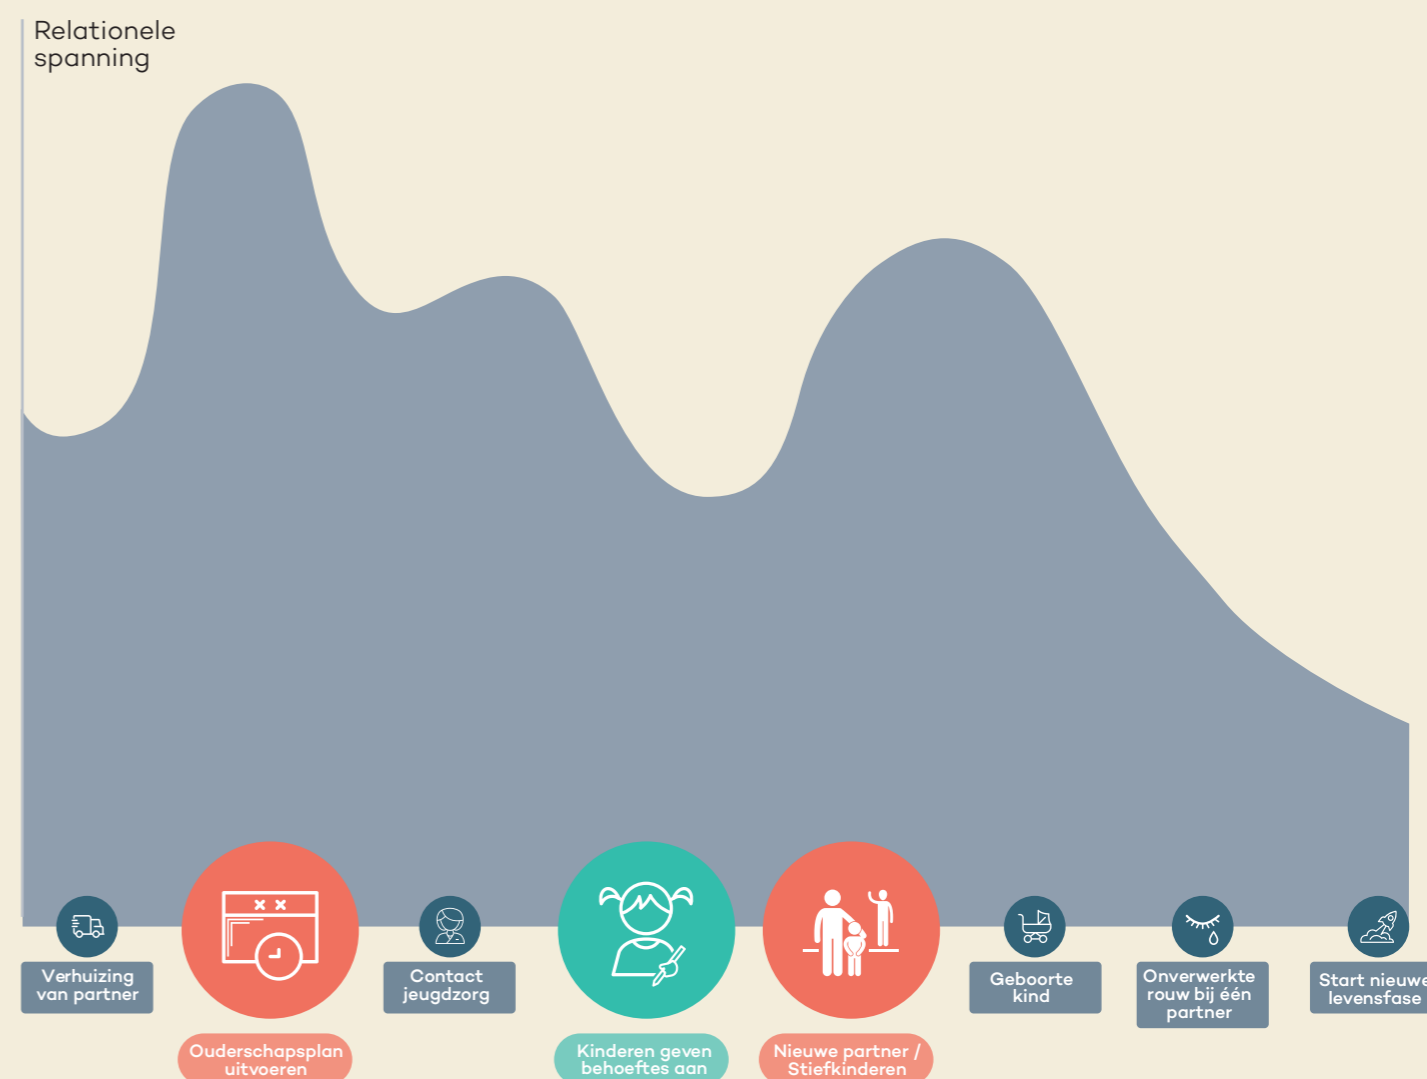 Relationele
spanning
Verhuizing
van partner
Ouderschapsplan
uitvoeren
Contact
jeugdzorg
Kinderen geven
behoeftes aan
Nieuwe partner /
Stiefkinderen
Geboorte
kind
Onverwerkte
rouw bij één
partner
Start nieuwe
levensfase